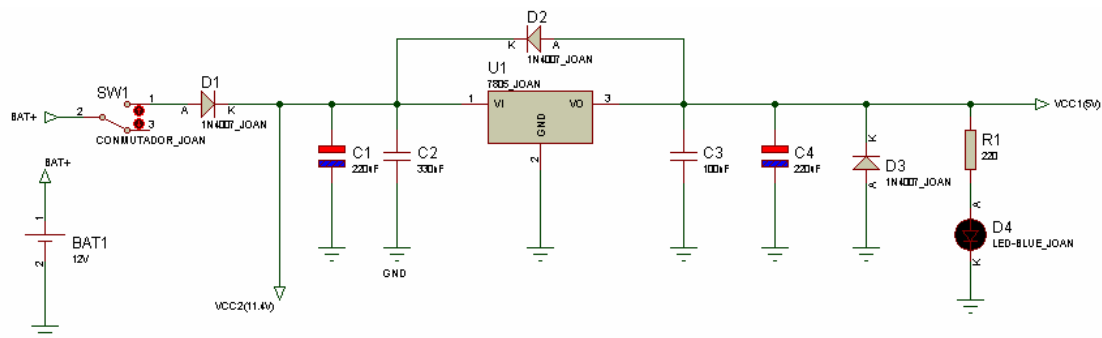 D2
K
A
1N4007_JOAN
U1
7805_JOAN
SW1
1
D1
A
K
1N4007_JOAN
1
VI
VO
3
GND
2
VCC1(5V)
BAT+
2
3
CONMUTADOR_JOAN
C1
220uF
C2
330nF
C3
100nF
C4
220uF
K
D3
1N4007_JOAN
A
R1
220
BAT+
1
BAT1
12V
2
A
D4
LED-BLUE_JOAN
K
GND
VCC2(11.4V)